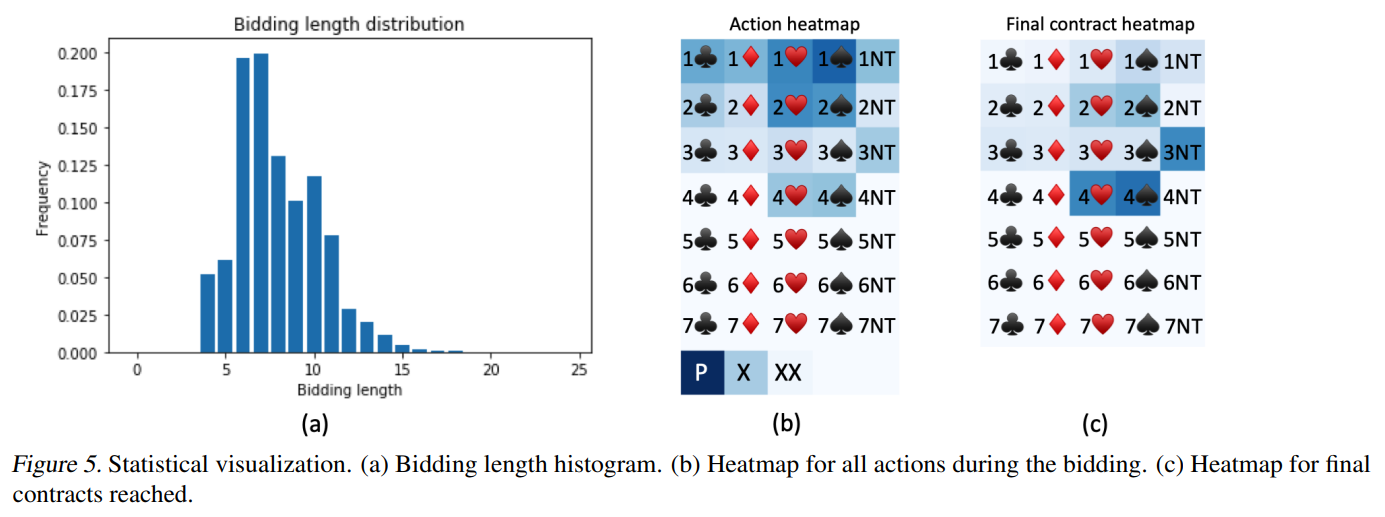 Bidding length distribution
Frequency
0.200
0.175
0.150
0.125
0.100
0.075
0.050
0.025
0.000
0 5 10 15 20 25
Bidding length
(a)
Action heatmap
1♣ 1♦ 1♥ 1♠ 1NT
2♣ 2♦ 2♥ 2♠ 2NT
3♣ 3♦ 3♥ 3♠ 3NT
4♣ 4♦ 4♥ 4♠ 4NT
5♣ 5♦ 5♥ 5♠ 5NT
6♣ 6♦ 6♥ 6♠ 6NT
7♣ 7♦ 7♥ 7♠ 7NT
P X XX
(b)
Final contract heatmap
1♣ 1♦ 1♥ 1♠ 1NT
2♣ 2♦ 2♥ 2♠ 2NT
3♣ 3♦ 3♥ 3♠ 3NT
4♣ 4♦ 4♥ 4♠ 4NT
5♣ 5♦ 5♥ 5♠ 5NT
6♣ 6♦ 6♥ 6♠ 6NT
7♣ 7♦ 7♥ 7♠ 7NT
(c)
Figure 5. Statistical visualization. (a) Bidding length histogram. (b) Heatmap for all actions during the bidding. (c) Heatmap for final
contracts reached.